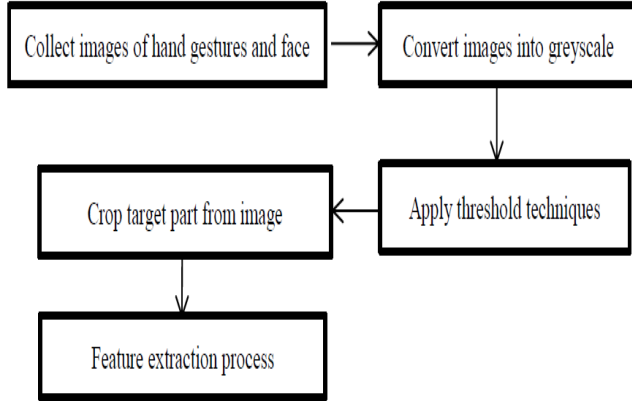 Collect images of hand gestures and face
Convert images into greyscale
Apply threshold techniques
Crop target part from image
Feature extraction process